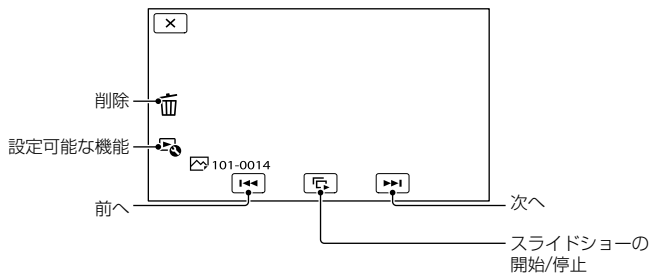 削除
設定可能な機能
101-0014
前へ
次へ
スライドショーの
開始/停止